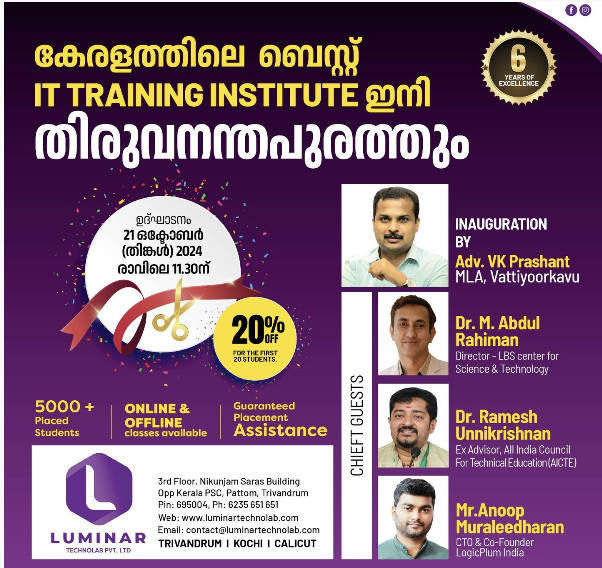 കേരളത്തിലെ ബെസ്റ്റ്
IT TRAINING INSTITUTE ഇനി
തിരുവനന്തപുരത്തും
6
YEARS OF
EXCELLENCE
ഉദ്ഘാടനം
21 ഒക്ടോബർ
(തിങ്കൾ) 2024
രാവിലെ 11.30ന്
20% OFF
FOR THE FIRST
20 STUDENTS.
5000 +
Placed
Students
ONLINE &
OFFLINE
classes available
Guaranteed
Placement
Assistance
INAUGURATION
BY
Adv. VK Prashant
MLA, Vattiyoorkavu
CHIEFT GUESTS
Dr. M. Abdul
Rahiman
Director - LBS center for
Science & Technology
Dr. Ramesh
Unnikrishnan
Ex Advisor, All India Council
For Technical Education(AICTE)
Mr.Anoop
Muraleedharan
CTO & Co-Founder
LogicPlum India
LUMINAR
TECHNOLAB PVT. LTD
3rd Floor, Nikunjam Saras Building
Opp Kerala PSC, Pattom, Trivandrum
Pin: 695004, Ph: 6235 651 651
Web: www.luminartechnolab.com
Email: contact@luminartechnolab.com
TRIVANDRUM I KOCHI I CALICUT